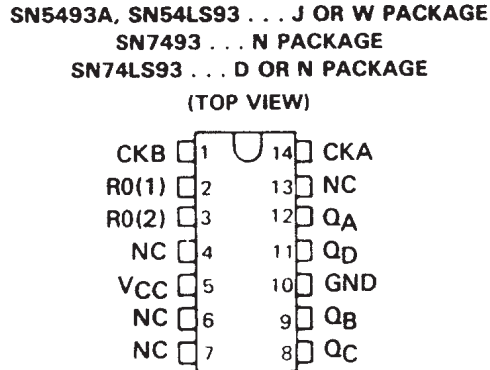 SN5493A, SN54LS93 . . . J OR W PACKAGE
SN7493 . . . N PACKAGE
SN74LS93 . . . D OR N PACKAGE
(TOP VIEW)
CKB 1 14 CKA
R0(1) 2 13 NC
R0(2) 3 12 QA
NC 4 11 QD
VCC 5 10 GND
NC 6 9 QB
NC 7 8 QC